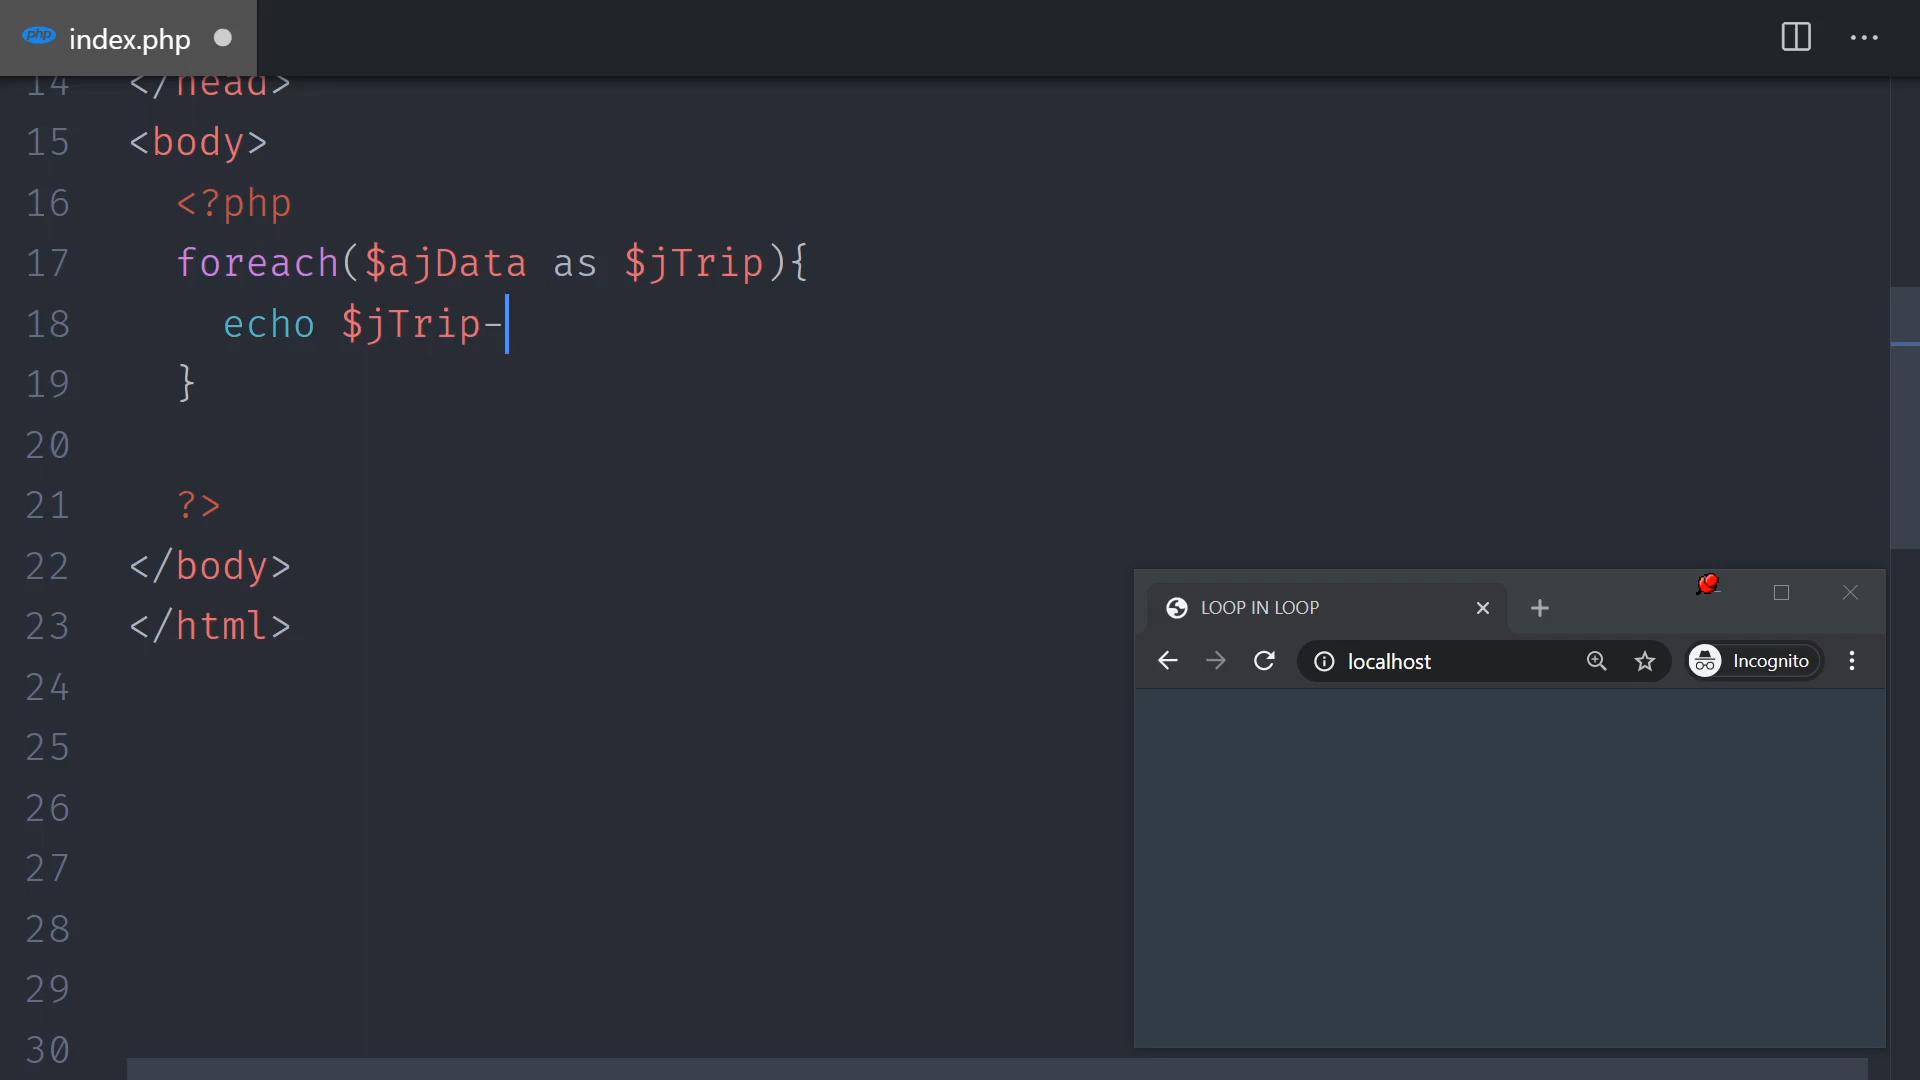 php index.php
14 </head>
15 <body>
16 <?php
17 foreach($ajData as $jTrip){
18 echo $jTrip-
19 }
20
21 ?>
22 </body>
23 </html>
24
25
26
27
28
29
30
LOOP IN LOOP
localhost
Incognito